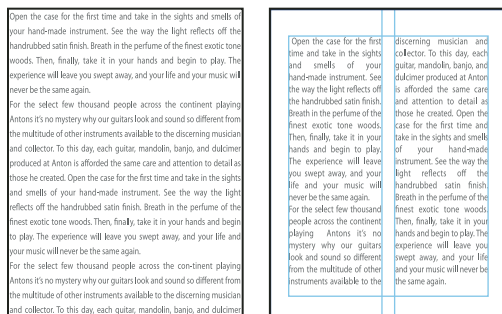 Open the case for the first time and take in the sights and smells of
your hand-made instrument. See the way the light reflects off the
handrubbed satin finish. Breath in the perfume of the finest exotic tone
woods. Then, finally, take it in your hands and begin to play. The
experience will leave you swept away, and your life and your music will
never be the same again.
For the select few thousand people across the continent playing
Antons it's no mystery why our guitars look and sound so different from
the multitude of other instruments available to the discerning musician
and collector. To this day, each guitar, mandolin, banjo, and dulcimer
produced at Anton is afforded the same care and attention to detail as
those he created. Open the case for the first time and take in the sights
and smells of your hand-made instrument. See the way the light
reflects off the handrubbed satin finish. Breath in the perfume of the
finest exotic tone woods. Then, finally, take it in your hands and begin
to play. The experience will leave you swept away, and your life and
your music will never be the same again.
For the select few thousand people across the con-tinent playing
Antons it's no mystery why our guitars look and sound so different from
the multitude of other instruments available to the discerning musician
and collector. To this day, each guitar, mandolin, banjo, and dulcimer
Open the case for the first
time and take in the sights
and smells of your
hand-made instrument. See
the way the light reflects off
the handrubbed satin finish.
Breath in the perfume of the
finest exotic tone woods.
Then, finally, take it in your
hands and begin to play.
The experience will leave
you swept away, and your
life and your music will
never be the same again.
For the select few thousand
people across the continent
playing Antons it's no
mystery why our guitars
look and sound so different
from the multitude of other
instruments available to the
discerning musician and
collector. To this day, each
guitar, mandolin, banjo, and
dulcimer produced at Anton
is afforded the same care
and attention to detail as
those he created. Open the
case for the first time and
take in the sights and smells
of your hand-made
instrument. See the way the
light reflects off the
handrubbed satin finish.
Breath in the perfume of the
finest exotic tone woods.
Then, finally, take it in your
hands and begin to play. The
experience will leave you
swept away, and your life
and your music will never be
the same again.